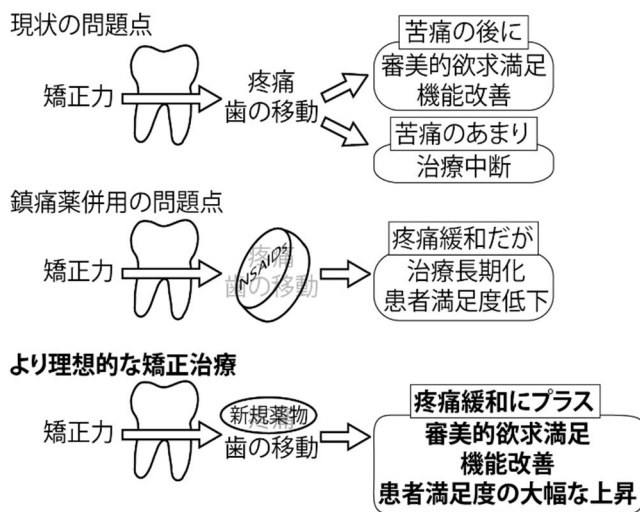 現状の問題点
矯正力
疼痛
歯の移動
苦痛の後に
審美的欲求満足
機能改善
苦痛のあまり
治療中断
鎮痛薬併用の問題点
矯正力
疼痛
NSAIDS
歯の移動
疼痛緩和だが
治療長期化
患者満足度低下
より理想的な矯正治療
矯正力
新規薬物
疼痛
歯の移動
疼痛緩和にプラス
審美的欲求満足
機能改善
患者満足度の大幅な上昇